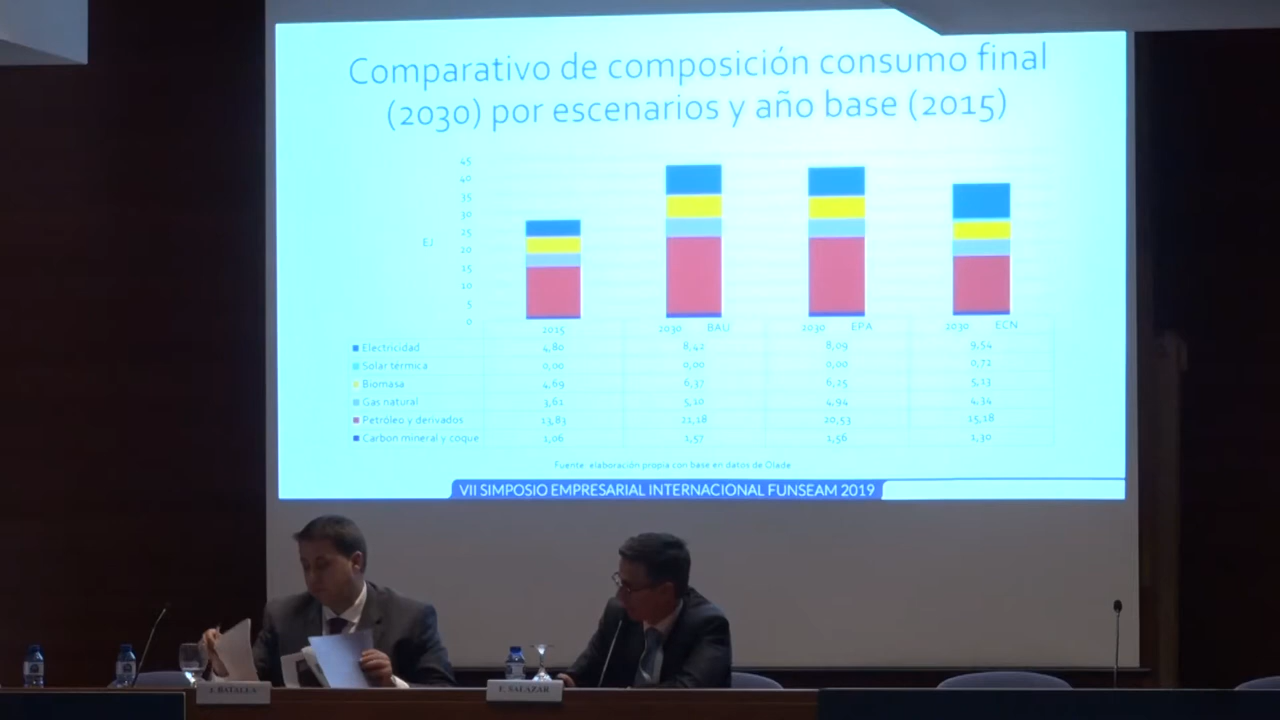 Comparativo de composición consumo final
(2030) por escenarios y año base (2015)
45
40
35
30
25
EJ
20
15
10
5
0
2015 2030 BAU 2030 EPA 2030 ECN
Electricidad 4,80 8,42 8,09 9,54
Solar térmica 0,00 0,00 0,00 0,72
Biomasa 4,69 6,37 6,25 5,13
Gas natural 3,61 5,10 4,94 4,34
Petróleo y derivados 13,83 21,18 20,53 15,18
Carbon mineral y coque 1,06 1,57 1,56 1,30
Fuente: elaboración propia con base en datos de Olade.
VII SIMPOSIO EMPRESARIAL INTERNACIONAL FUNSEAM 2019
J. BATALLA
F. SALAZAR